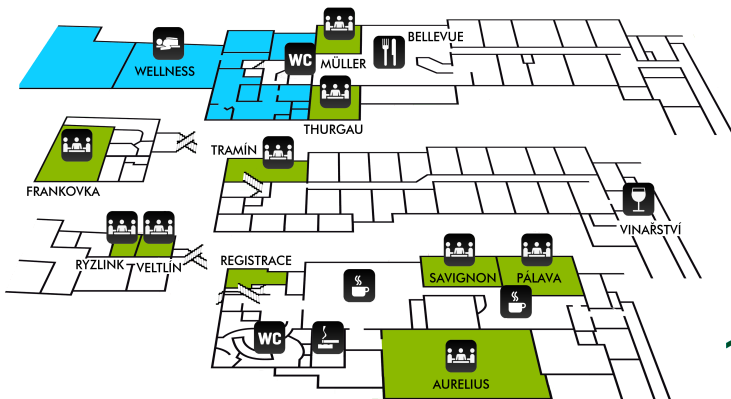 BELLEVUE
WC
MÜLLER
WELLNESS
THURGAU
TRAMÍN
FRANKOVKA
VINAŘSTVÍ
REGISTRACE
RYZLINK
VELTLÍN
SAVIGNON
PÁLAVA
WC
AURELIUS